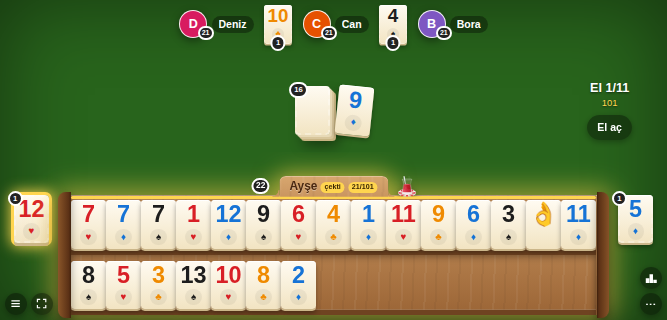 D
21
Deniz
10
1
C
21
Can
4
1
B
21
Bora
16
9
El 1/11
101
El aç
22
Ayşe çekti 21/101
1
12
7 7 7 1 12 9 6 4 1 11 9 6 3 11
1
5
8 5 3 13 10 8 2